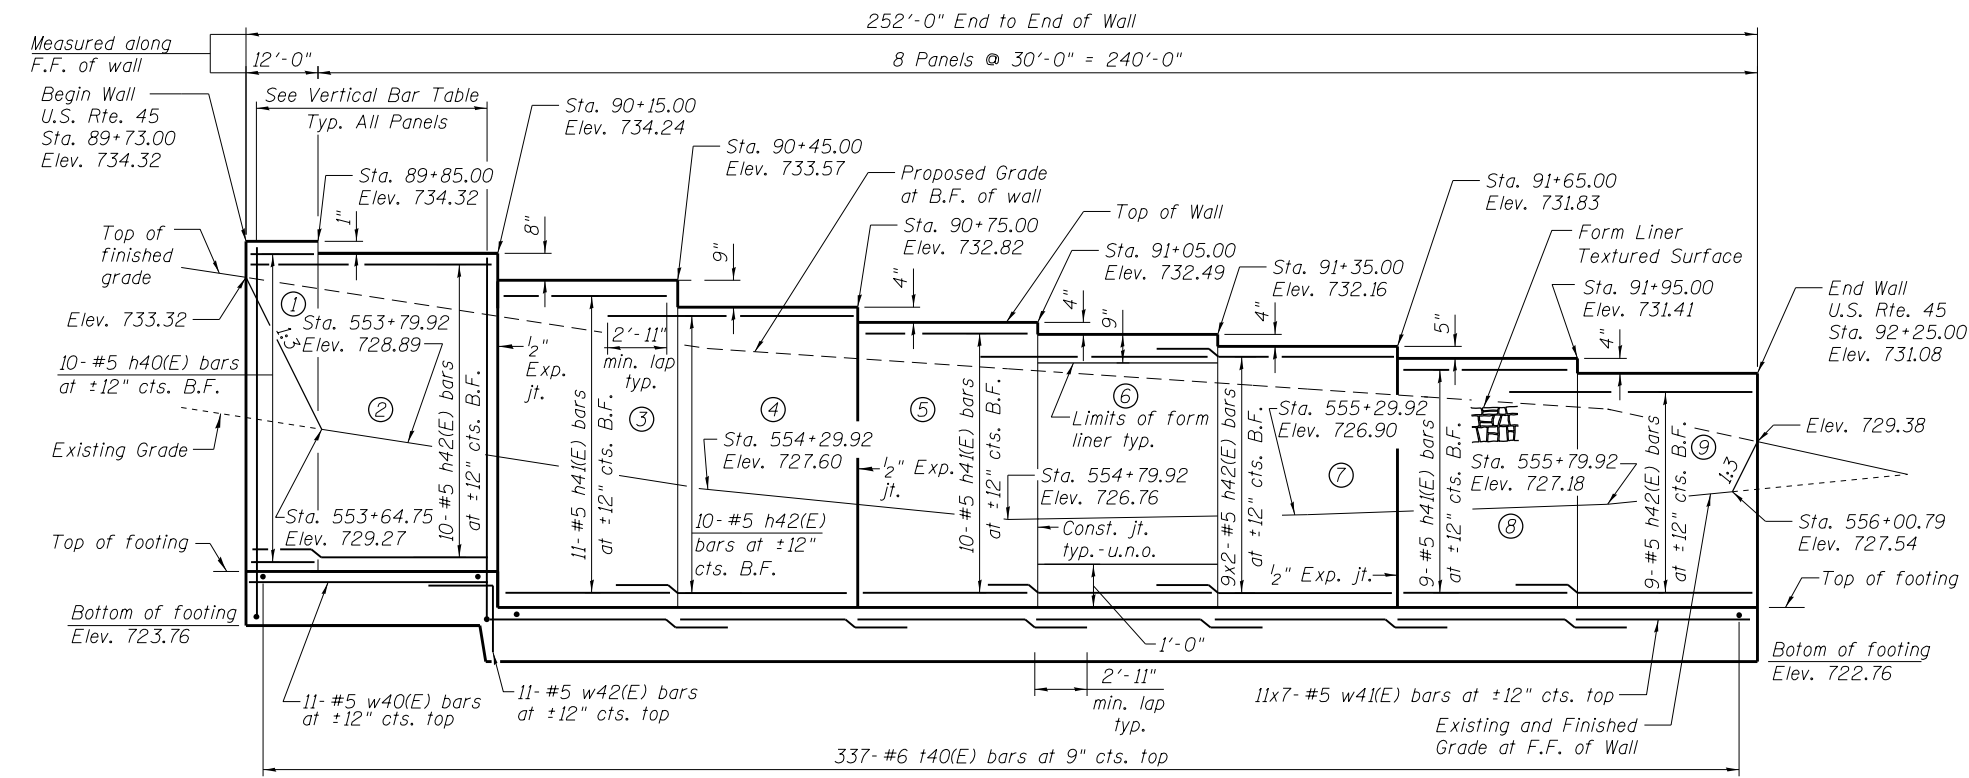 252'-0" End to End of Wall
Measured along
F.F. of wall
12'-0"
8 Panels @ 30'-0" = 240'-0"
Begin Wall
U.S. Rte. 45
Sta. 89+73.00
Elev. 734.32
See Vertical Bar Table
Typ. All Panels
Sta. 90+15.00
Elev. 734.24
Sta. 90+45.00
Elev. 733.57
Proposed Grade
at B.F. of wall
Sta. 89+85.00
Elev. 734.32
1"
8"
9"
Sta. 90+75.00
Elev. 732.82
4"
Top of Wall
Sta. 91+05.00
Elev. 732.49
4"
9"
Sta. 91+35.00
Elev. 732.16
4"
Sta. 91+65.00
Elev. 731.83
5"
Form Liner
Textured Surface
Sta. 91+95.00
Elev. 731.41
4"
End Wall
U.S. Rte. 45
Sta. 92+25.00
Elev. 731.08
Top of
finished
grade
Elev. 733.32
1
1:3
Sta. 553+79.92
Elev. 728.89
10-#5 h40(E) bars
at ±12" cts. B.F.
2
10-#5 h42(E) bars
at ±12" cts. B.F.
1/2"
Exp.
jt.
2'-11"
min. lap
typ.
11-#5 h41(E) bars
at ±12" cts. B.F.
3
4
5
6
Limits of form
liner typ.
Sta. 555+29.92
Elev. 726.90
7
9
Elev. 729.38
1:3
Existing Grade
Sta. 554+29.92
Elev. 727.60
1/2" Exp.
jt.
10-#5 h41(E) bars
at ±12" cts. B.F.
Sta. 554+79.92
Elev. 726.76
9x2-#5 h42(E) bars
at ±12" cts. B.F.
9-#5 h41(E) bars
at ±12" cts. B.F.
Sta. 555+79.92
Elev. 727.18
8
9-#5 h42(E) bars
at ±12" cts. B.F.
Sta. 553+64.75
Elev. 729.27
10-#5 h42(E)
bars at ±12"
cts. B.F.
Const. jt.
typ.-u.n.o.
1/2" Exp. jt.
Sta. 556+00.79
Elev. 727.54
Top of footing
Top of footing
Bottom of footing
Elev. 723.76
1'-0"
Botom of footing
Elev. 722.76
11-#5 w40(E) bars
at ±12" cts. top
11-#5 w42(E) bars
at ±12" cts. top
2'-11"
min. lap
typ.
11x7-#5 w41(E) bars at ±12" cts. top
Existing and Finished
Grade at F.F. of Wall
337-#6 t40(E) bars at 9" cts. top